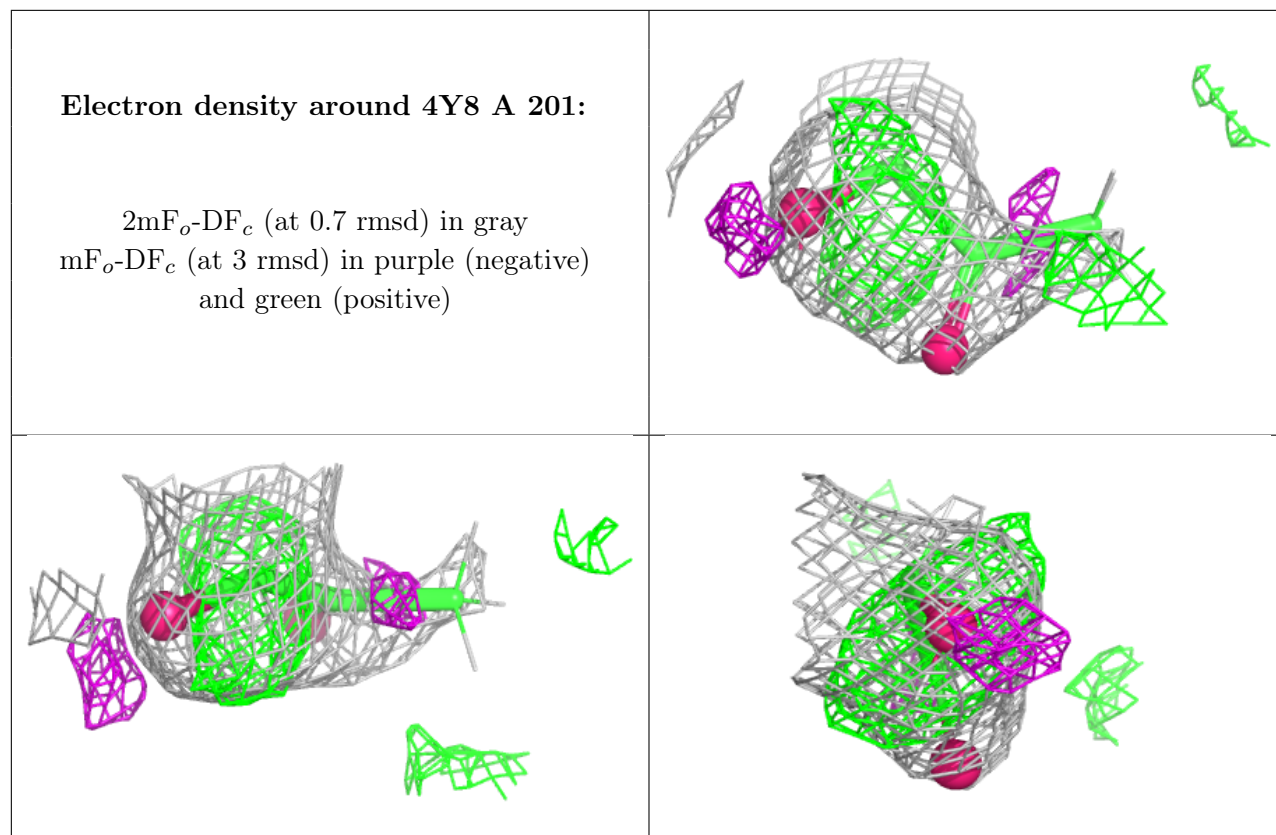 Electron density around 4Y8 A 201:
2mFo-DFc (at 0.7 rmsd) in gray
mFo-DFc (at 3 rmsd) in purple (negative)
and green (positive)